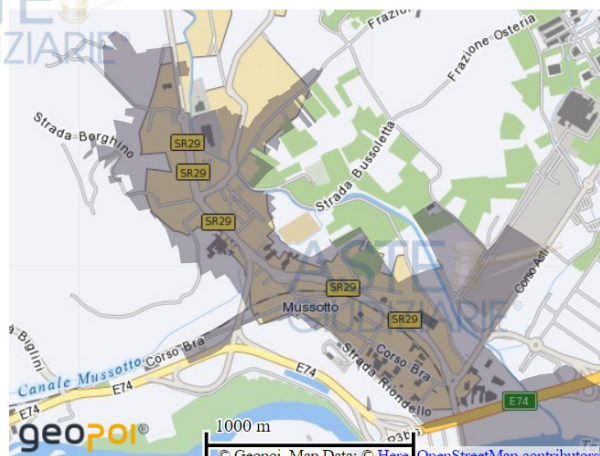 ASTE
GIUDIZIARIE®
Frazione-Osteria
Strada-Borghino
SR29
SR29
Strada Bussoletta
SR29
ASTE
GIUDIZIARIE
Corso Asti
SR29
Mussotto
SR29
Corso Bra
Corso Bra
Strada Riondello
Canale Mussotto
E74
E74
E74
E74
geopoi®
1000 m
© Geopoi, Map Data: © Here, OpenStreetMap contributors